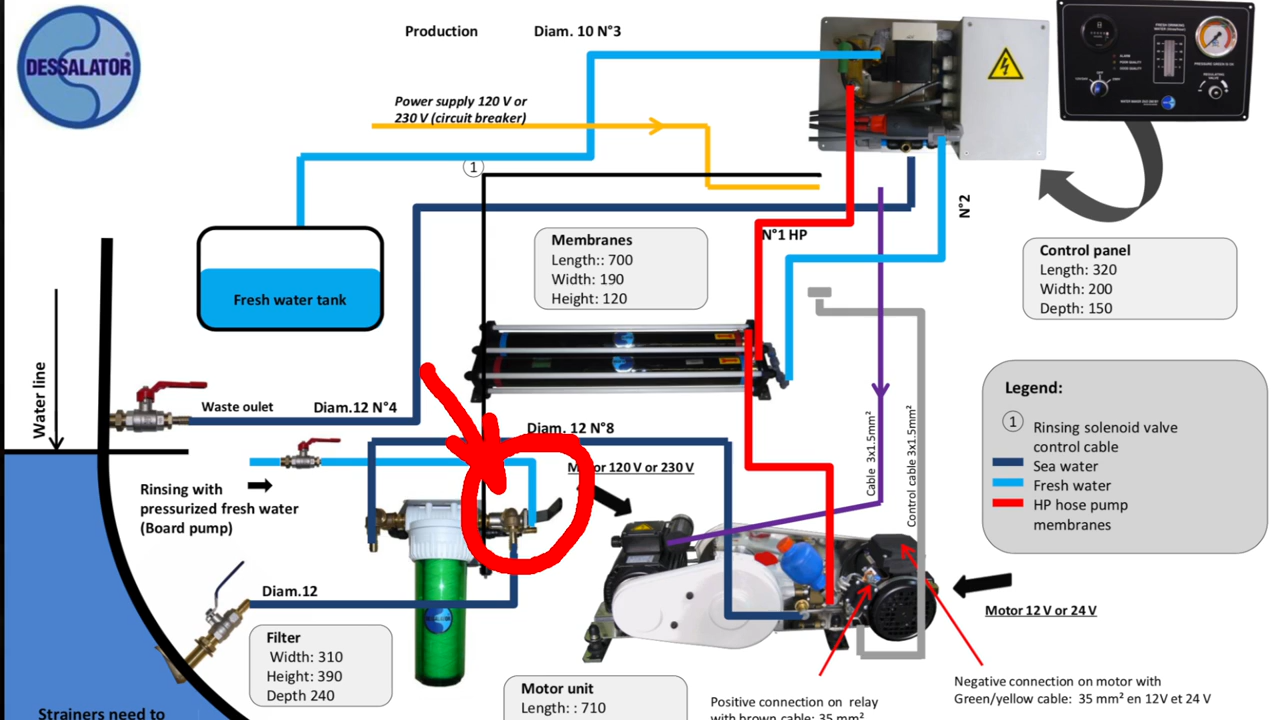 DESSALATOR
Production
Diam. 10 N°3
Power supply 120 V or
230 V (circuit breaker)
1
N°2
N°1 HP
Membranes
Length:: 700
Width: 190
Height: 120
Control panel
Length: 320
Width: 200
Depth: 150
Fresh water tank
Water line
Waste oulet
Diam.12 N°4
Diam. 12 N°8
Motor 120 V or 230 V
Rinsing with
pressurized fresh water
(Board pump)
Cable 3x1.5mm²
Control cable 3x1.5mm²
Legend:
1 Rinsing solenoid valve
control cable
Sea water
Fresh water
HP hose pump
membranes
Diam.12
Motor 12 V or 24 V
Filter
Width: 310
Height: 390
Depth 240
Motor unit
Length: : 710
Positive connection on relay
with brown cable: 35 mm²
Negative connection on motor with
Green/yellow cable: 35 mm² en 12V et 24 V
Strainers need to